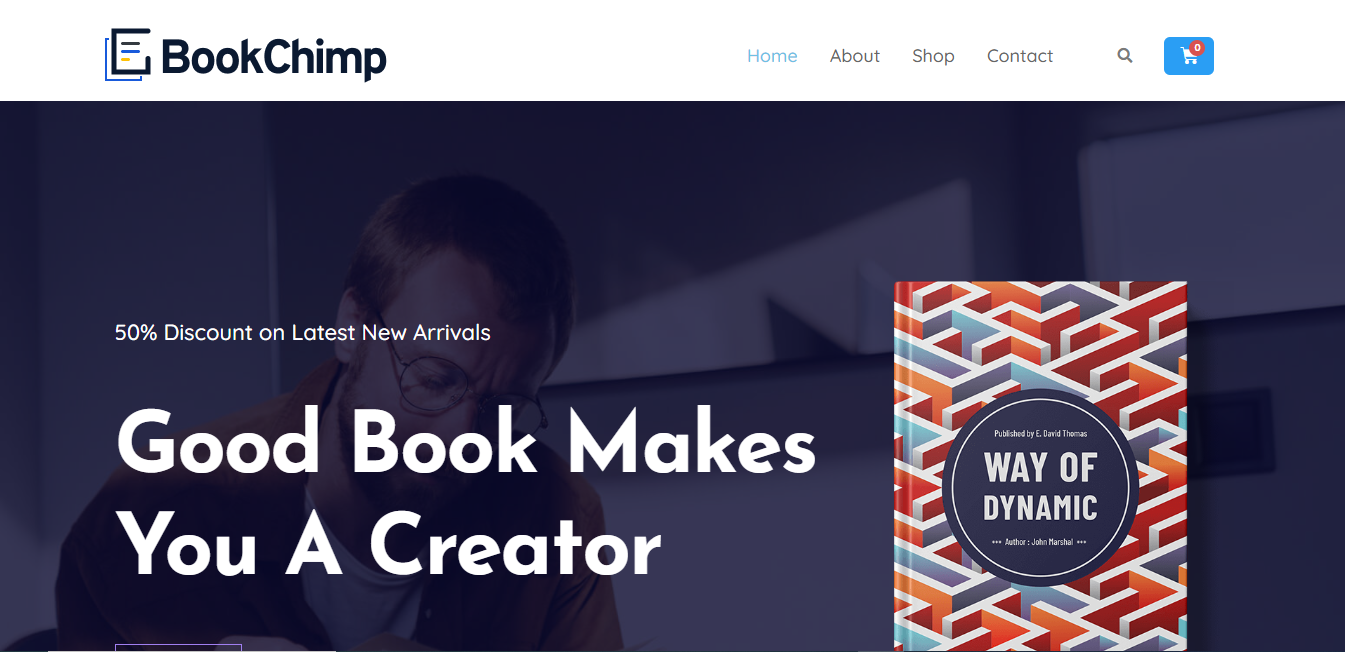 BookChimp
Home
About
Shop
Contact
0
50% Discount on Latest New Arrivals
Good Book Makes
You A Creator
Published by E. David Thomas
WAY OF
DYNAMIC
*** Author : John Marshal ***